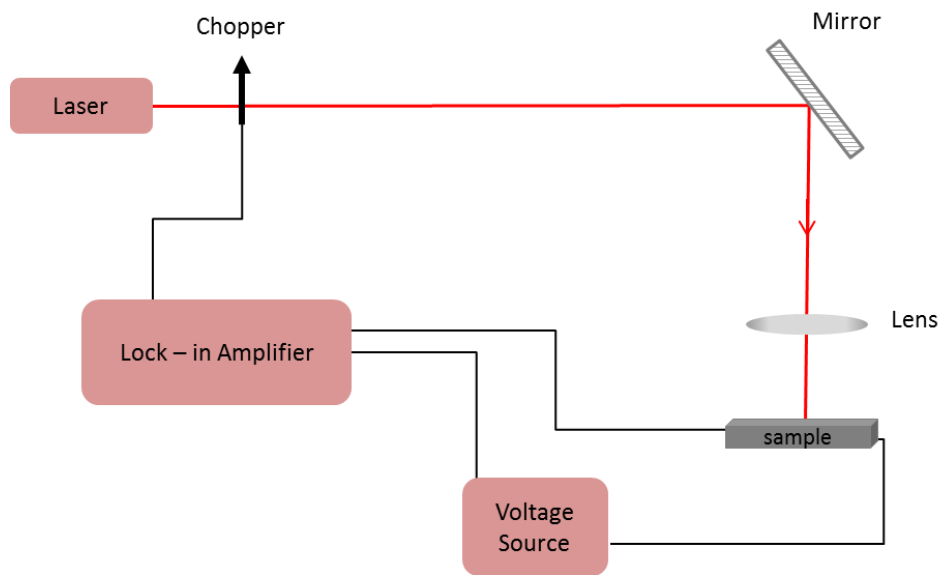 Chopper
Mirror
Laser
Lens
Lock – in Amplifier
sample
Voltage
Source